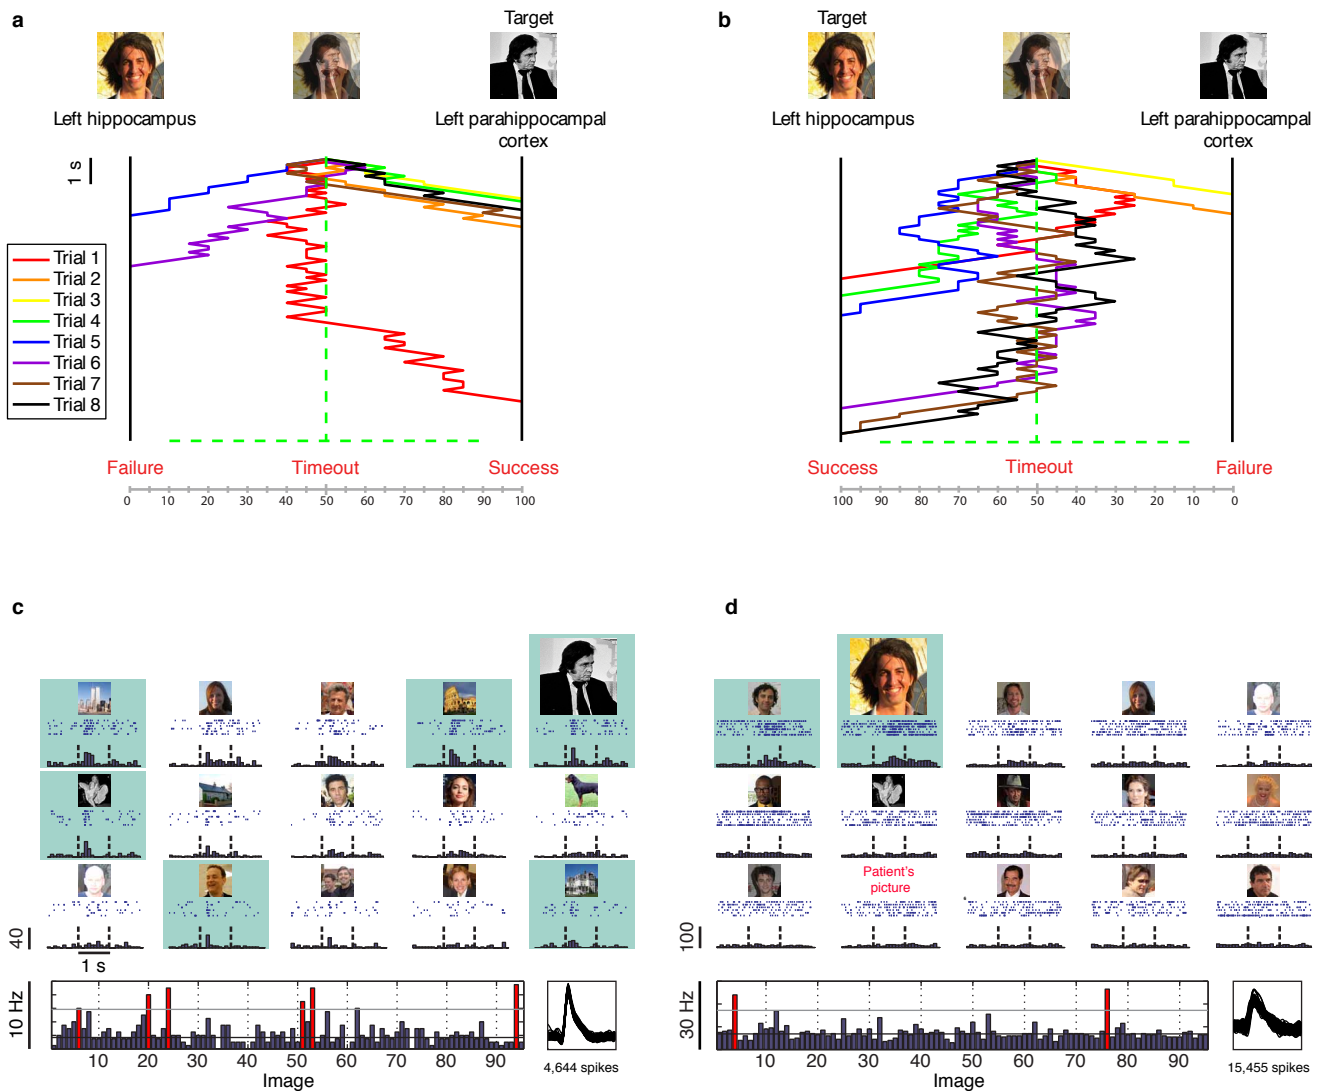 a
Target
Left hippocampus
Left parahippocampal
cortex
1 s
Trial 1
Trial 2
Trial 3
Trial 4
Trial 5
Trial 6
Trial 7
Trial 8
Failure
Timeout
Success
0 10 20 30 40 50 60 70 80 90 100
b
Target
Left hippocampus
Left parahippocampal
cortex
Success
Timeout
Failure
100 90 80 70 60 50 40 30 20 10 0
c
40
1 s
10 Hz
10 20 30 40 50 60 70 80 90
Image
4,644 spikes
d
Patient's
picture
100
30 Hz
10 20 30 40 50 60 70 80 90
Image
15,455 spikes